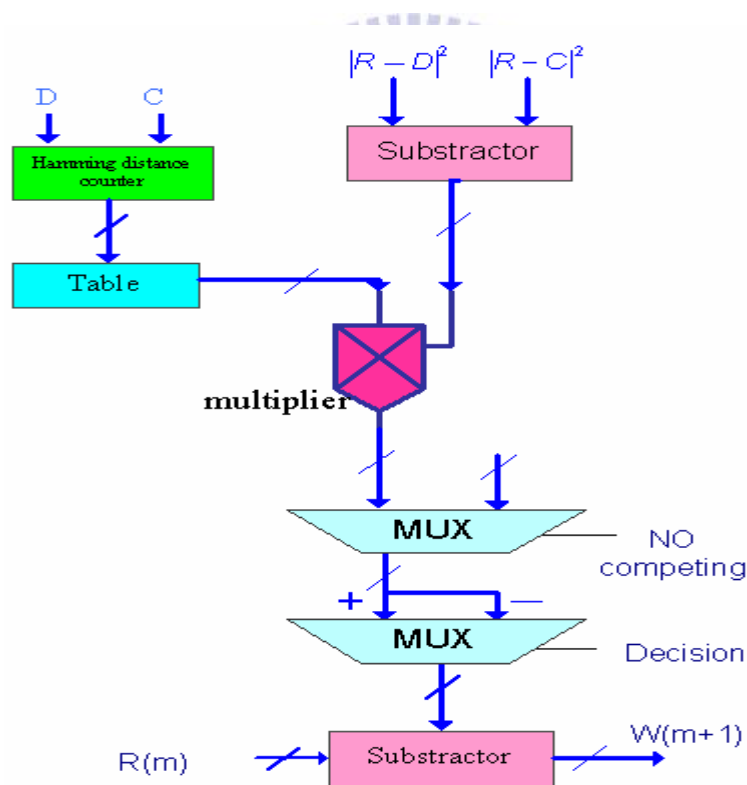 |R − D|² |R − C|²
D C
Substractor
Hamming distance
counter
Table
multiplier
MUX
NO
competing
+ −
MUX
Decision
R(m)
Substractor
W(m+1)